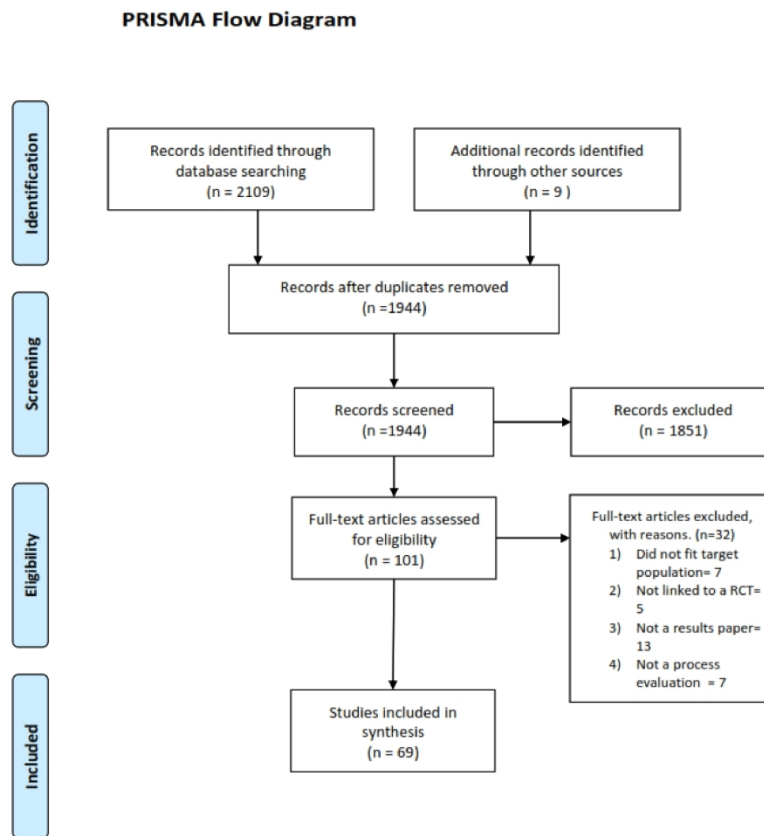 PRISMA Flow Diagram
Identification
Records identified through
database searching
(n = 2109)
Additional records identified
through other sources
(n = 9 )
Records after duplicates removed
(n =1944)
Screening
Records screened
(n =1944)
Records excluded
(n = 1851)
Eligibility
Full-text articles assessed
for eligibility
(n = 101)
Full-text articles excluded,
with reasons. (n=32)
1) Did not fit target
population= 7
2) Not linked to a RCT=
5
3) Not a results paper=
13
4) Not a process
evaluation = 7
Included
Studies included in
synthesis
(n = 69)